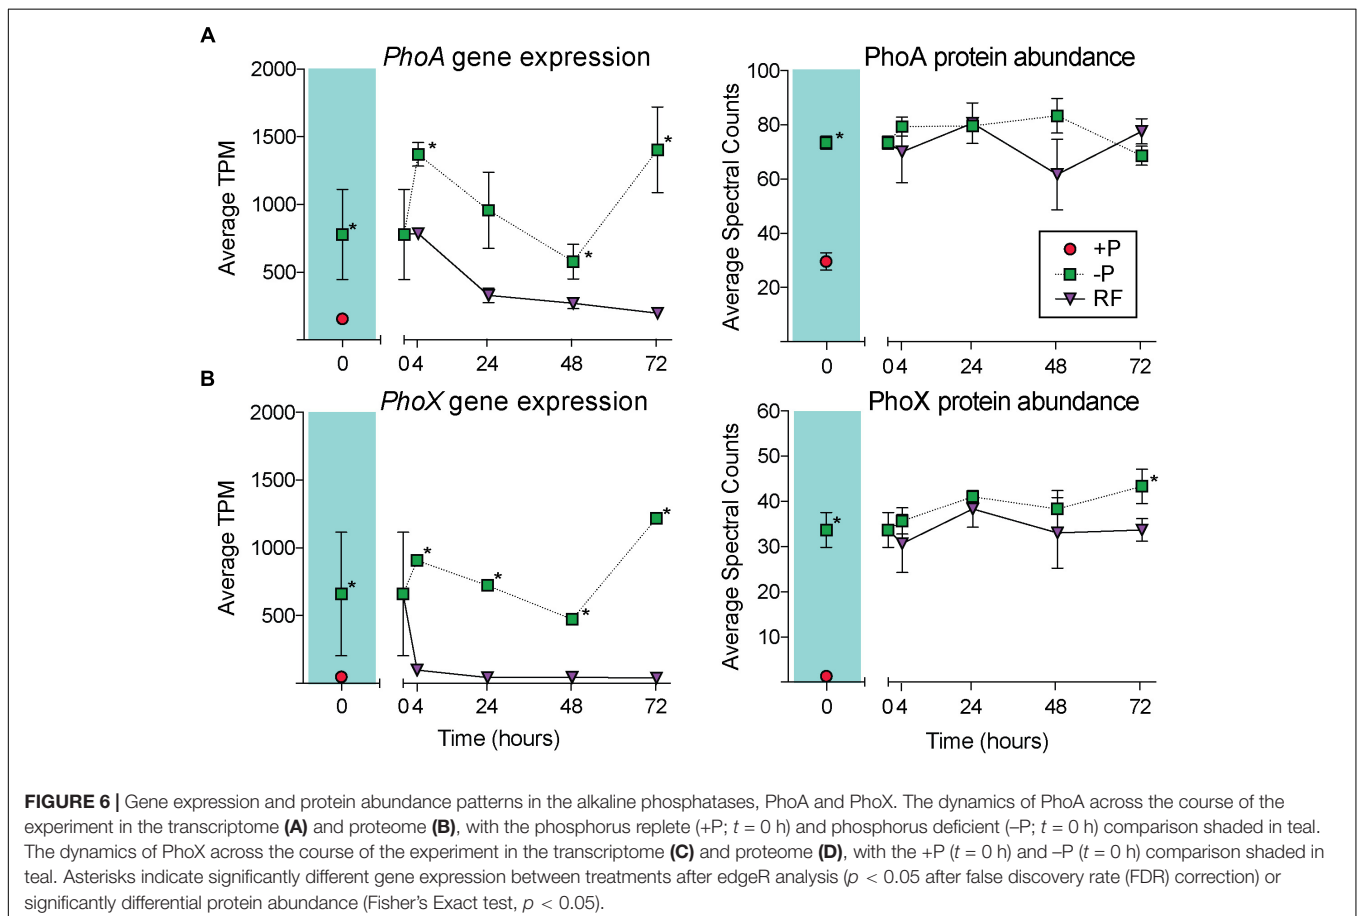 A
PhoA gene expression
2000
1500
1000
500
Average TPM
0
0 4 24 48 72
* * * *
PhoA protein abundance
100
80
60
40
20
Average Spectral Counts
*
+P
-P
RF
0
0 4 24 48 72
B
PhoX gene expression
2000
1500
1000
500
Average TPM
* * * * *
0
0 4 24 48 72
Time (hours)
PhoX protein abundance
60
50
40
30
20
10
Average Spectral Counts
* *
0
0 4 24 48 72
Time (hours)
FIGURE 6 | Gene expression and protein abundance patterns in the alkaline phosphatases, PhoA and PhoX. The dynamics of PhoA across the course of the
experiment in the transcriptome (A) and proteome (B), with the phosphorus replete (+P; t = 0 h) and phosphorus deficient (–P; t = 0 h) comparison shaded in teal.
The dynamics of PhoX across the course of the experiment in the transcriptome (C) and proteome (D), with the +P (t = 0 h) and –P (t = 0 h) comparison shaded in
teal. Asterisks indicate significantly different gene expression between treatments after edgeR analysis (p < 0.05 after false discovery rate (FDR) correction) or
significantly differential protein abundance (Fisher's Exact test, p < 0.05).